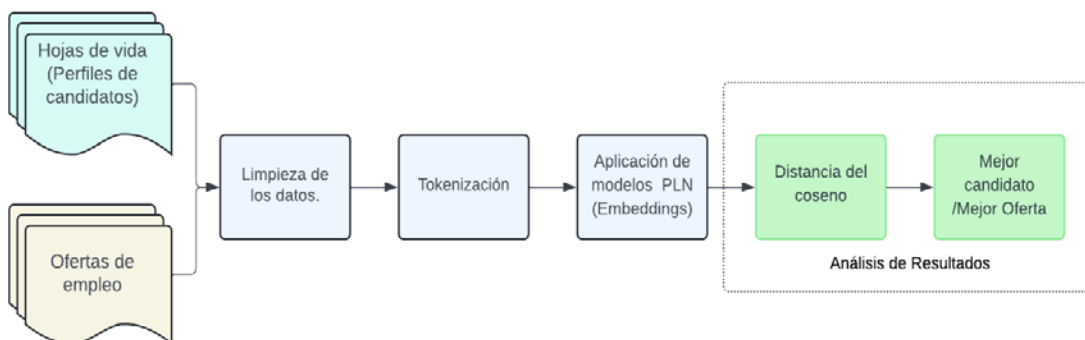 Hojas de vida
(Perfiles de
candidatos)
Ofertas de
empleo
Limpieza de
los datos.
Tokenización
Aplicación de
modelos PLN
(Embeddings)
Distancia del
coseno
Mejor
candidato
/Mejor Oferta
Análisis de Resultados